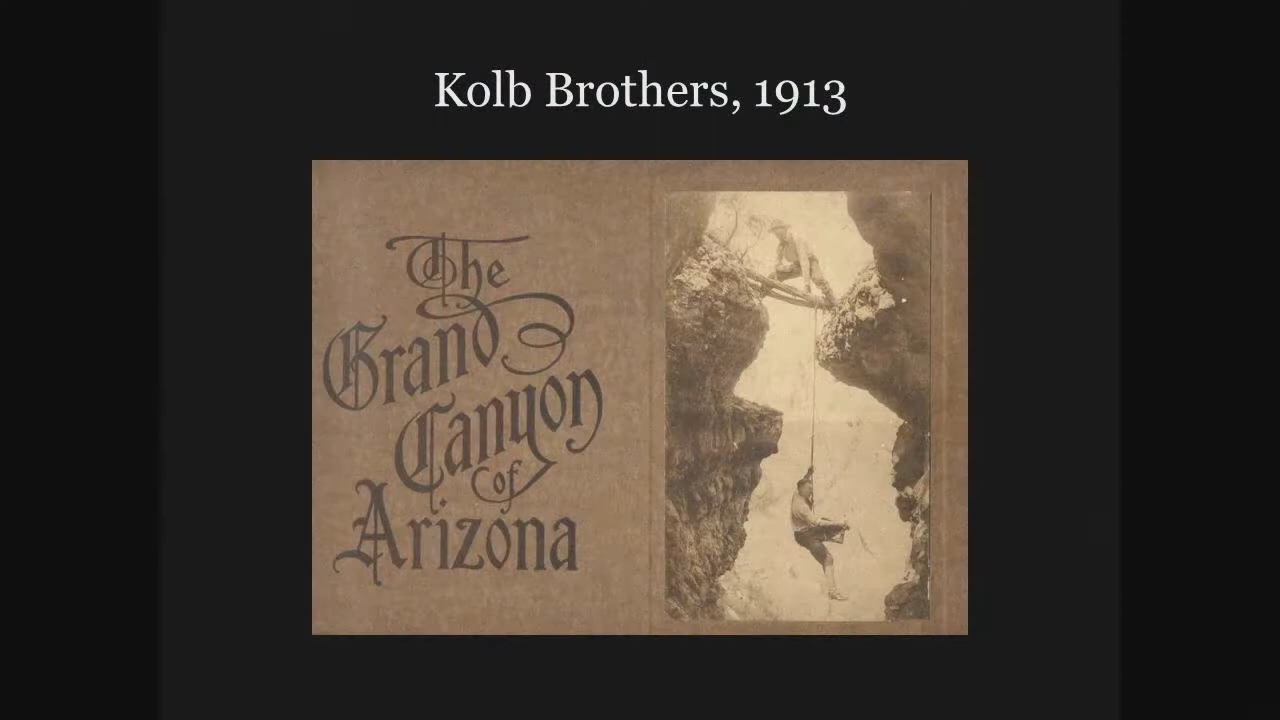 Kolb Brothers, 1913
The
Grand
Canyon
of
Arizona